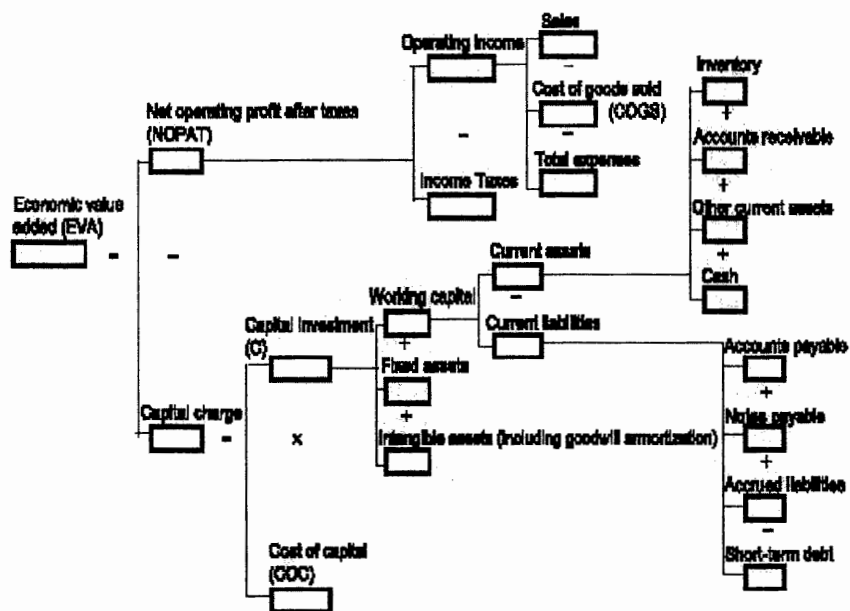 Sales
Operating income
Inventory
-
+
Cost of goods sold
(COGS)
Net operating profit after taxes
(NOPAT)
-
-
Accounts receivable
+
Total expenses
Income Taxes
Other current assets
+
Economic value
added (EVA)
-
-
Current assets
-
Cash
Working capital
+
Current liabilities
Capital investment
(C)
Accounts payable
+
Fixed assets
+
Capital charge
-
x
Intangible assets (including goodwill armortization)
Notes payable
+
Accrued liabilities
-
Cost of capital
(COC)
Short-term debt